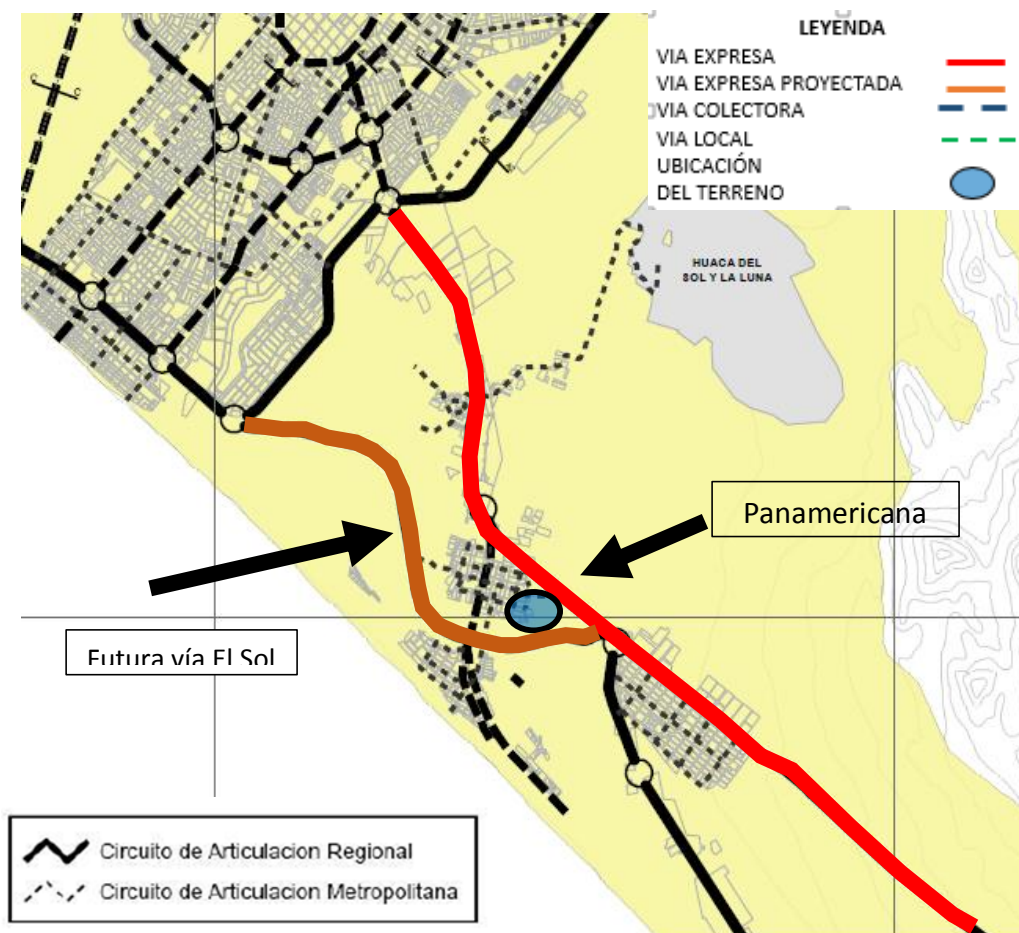 LEYENDA
VIA EXPRESA
VIA EXPRESA PROYECTADA
VIA COLECTORA
VIA LOCAL
UBICACIÓN
DEL TERRENO
HUACA DEL
SOL Y LA LUNA
Panamericana
Futura vía El Sol
Circuito de Articulacion Regional
Circuito de Articulacion Metropolitana